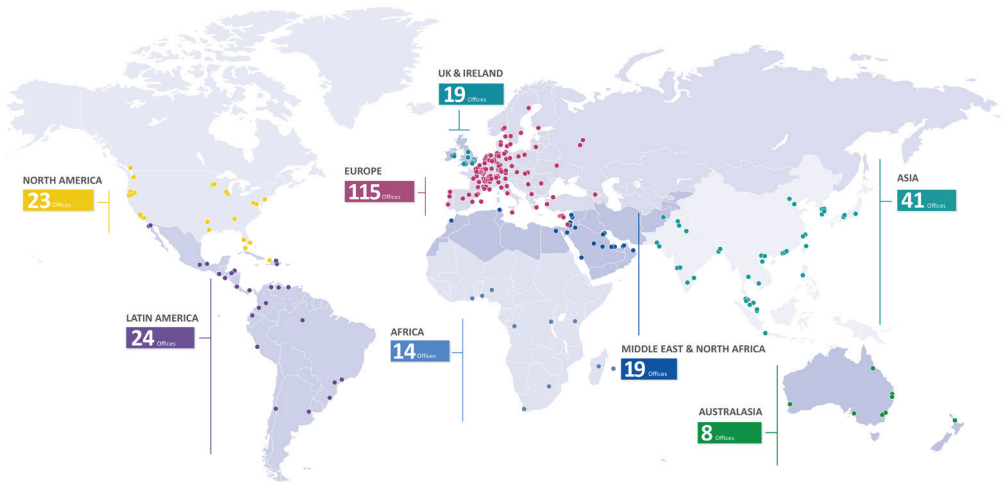 UK & IRELAND
19 Offices
NORTH AMERICA
23 Offices
EUROPE
115 Offices
ASIA
41 Offices
LATIN AMERICA
24 Offices
AFRICA
14 Offices
MIDDLE EAST & NORTH AFRICA
19 Offices
AUSTRALASIA
8 Offices